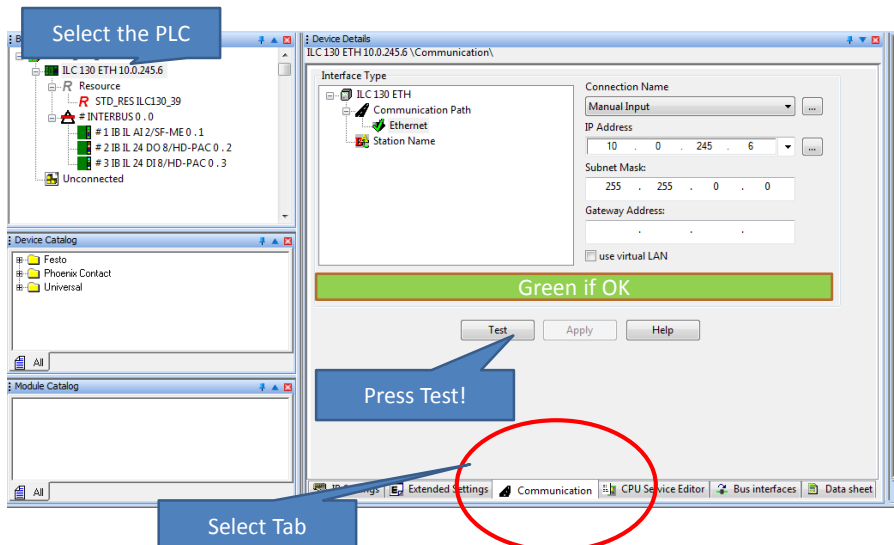 Select the PLC
B
ILC 130 ETH 10.0.245.6
R Resource
R STD_RES ILC130_39
# INTERBUS 0 . 0
# 1 IB IL AI 2/SF-ME 0 . 1
# 2 IB IL 24 DO 8/HD-PAC 0 . 2
# 3 IB IL 24 DI 8/HD-PAC 0 . 3
Unconnected
Device Catalog
Festo
Phoenix Contact
Universal
All
Module Catalog
All
Device Details
ILC 130 ETH 10.0.245.6 \Communication\
Interface Type
ILC 130 ETH
Communication Path
Ethernet
Station Name
Connection Name
Manual Input
...
IP Address
10 . 0 . 245 . 6
...
Subnet Mask:
255 . 255 . 0 . 0
Gateway Address:
. . .
use virtual LAN
Green if OK
Test Apply Help
Press Test!
Extended Settings Communication CPU Service Editor Bus interfaces Data sheet
Select Tab